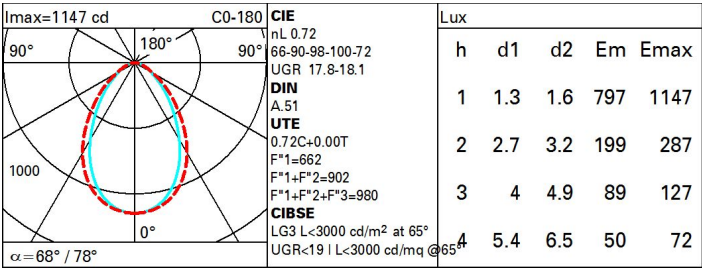 Imax=1147 cd C0-180
90° 180° 90°
1000
0°
α=68° / 78°
CIE
nL 0.72
66-90-98-100-72
UGR 17.8-18.1
DIN
A.51
UTE
0.72C+0.00T
F"1=662
F"1+F"2=902
F"1+F"2+F"3=980
CIBSE
LG3 L<3000 cd/m² at 65°
UGR<19 | L<3000 cd/mq @65°
Lux
h d1 d2 Em Emax
1 1.3 1.6 797 1147
2 2.7 3.2 199 287
3 4 4.9 89 127
4 5.4 6.5 50 72